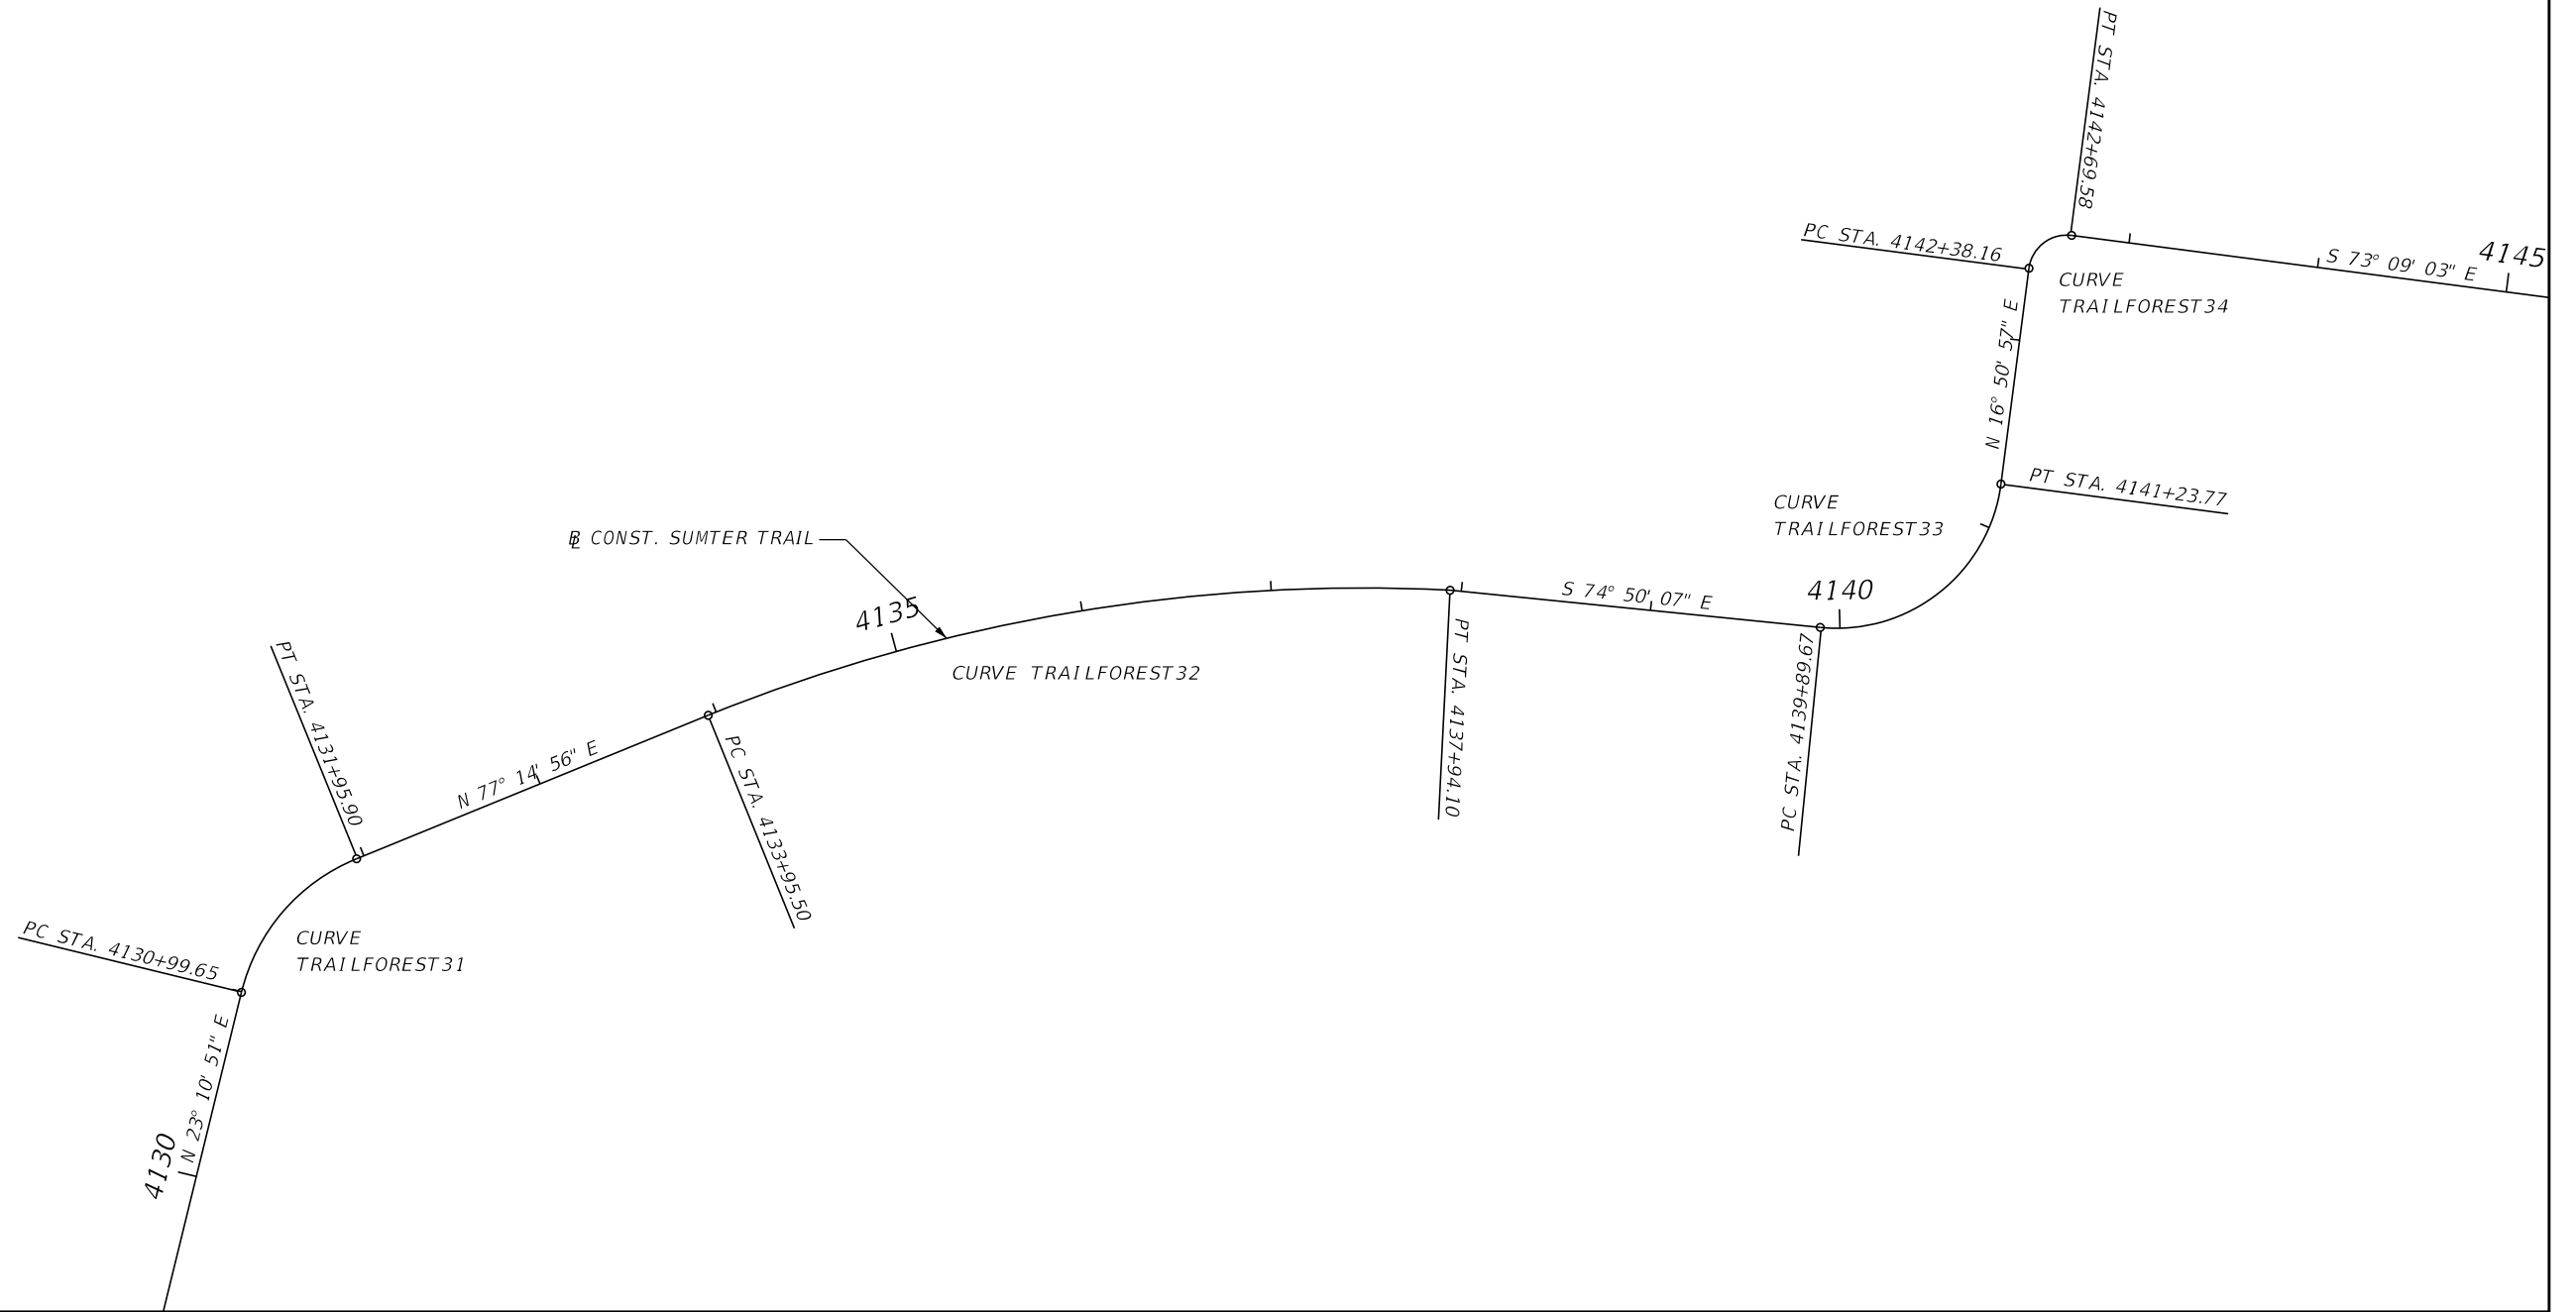 PT STA. 4142+69.58
PC STA. 4142+38.16
S 73° 09' 03" E
4145
CURVE
TRAILFOREST34
N 16° 50' 57" E
PT STA. 4141+23.77
CURVE
TRAILFOREST33
BL CONST. SUMTER TRAIL
4135
S 74° 50' 07" E
4140
CURVE TRAILFOREST32
PT STA. 4137+94.10
PC STA. 4139+89.67
PT STA. 4131+95.90
N 77° 14' 56" E
PC STA. 4133+95.50
PC STA. 4130+99.65
CURVE
TRAILFOREST31
N 23° 10' 51" E
4130